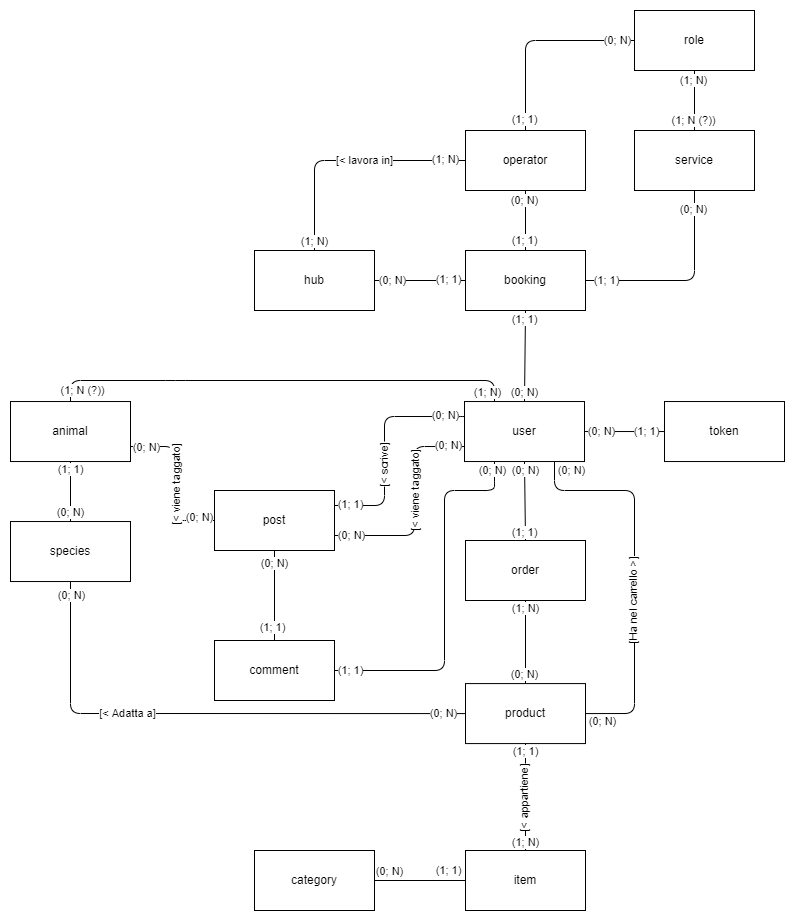 (0; N)
role
(1; N)
(1; 1)
(1; N (?))
[< lavora in]
(1; N)
operator
service
(0; N)
(0; N)
(1; N)
(1; 1)
hub
(0; N)
(1; 1)
booking
(1; 1)
(1; 1)
(1; N (?))
(1; N)
(0; N)
animal
(0; N)
[< viene taggato]
[< scrive]
(0; N)
(0; N)
[< viene taggato]
user
(0; N)
(1; 1)
token
(1; 1)
(0; N)
(0; N)
(0; N)
(0; N)
(1; 1)
(0; N)
post
(0; N)
(1; 1)
species
(0; N)
(0; N)
order
[Ha nel carrello >]
(0; N)
(1; N)
(1; 1)
comment
(1; 1)
(0; N)
[< Adatta a]
(0; N)
product
(0; N)
(1; 1)
[< appartiene]
(1; N)
category
(0; N)
(1; 1)
item